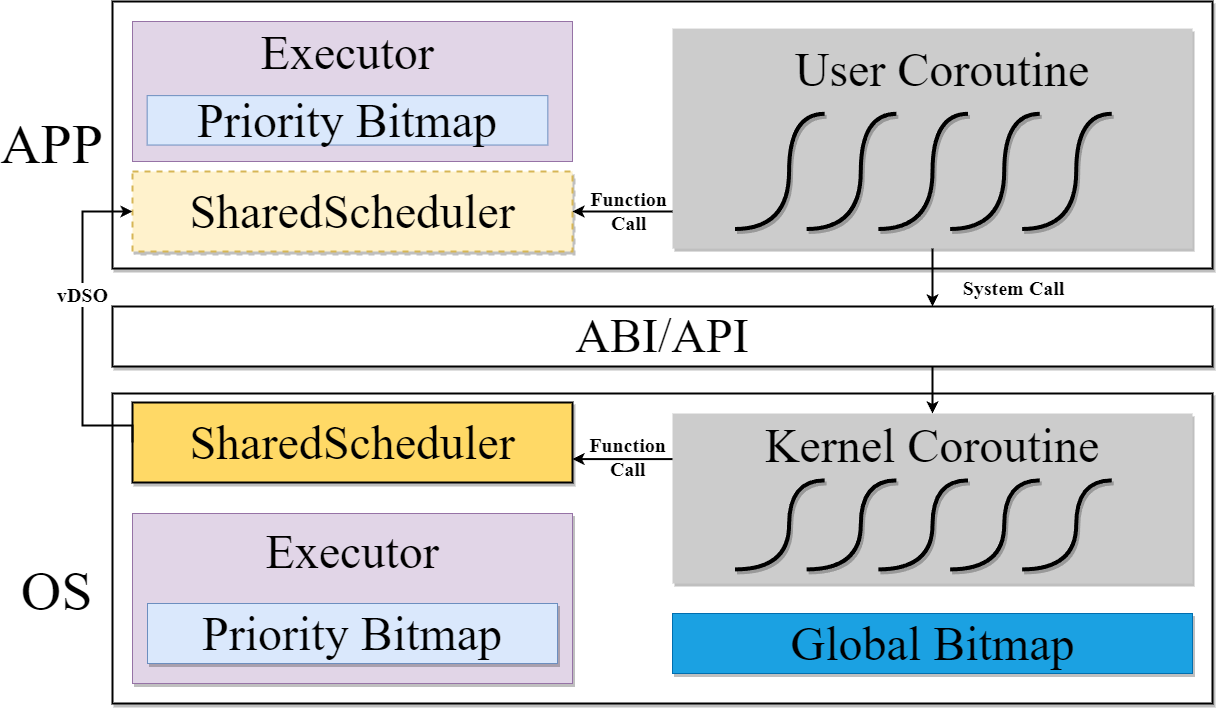 APP
Executor
Priority Bitmap
SharedScheduler
Function
Call
User Coroutine
vDSO
System Call
ABI/API
OS
SharedScheduler
Function
Call
Kernel Coroutine
Executor
Priority Bitmap
Global Bitmap